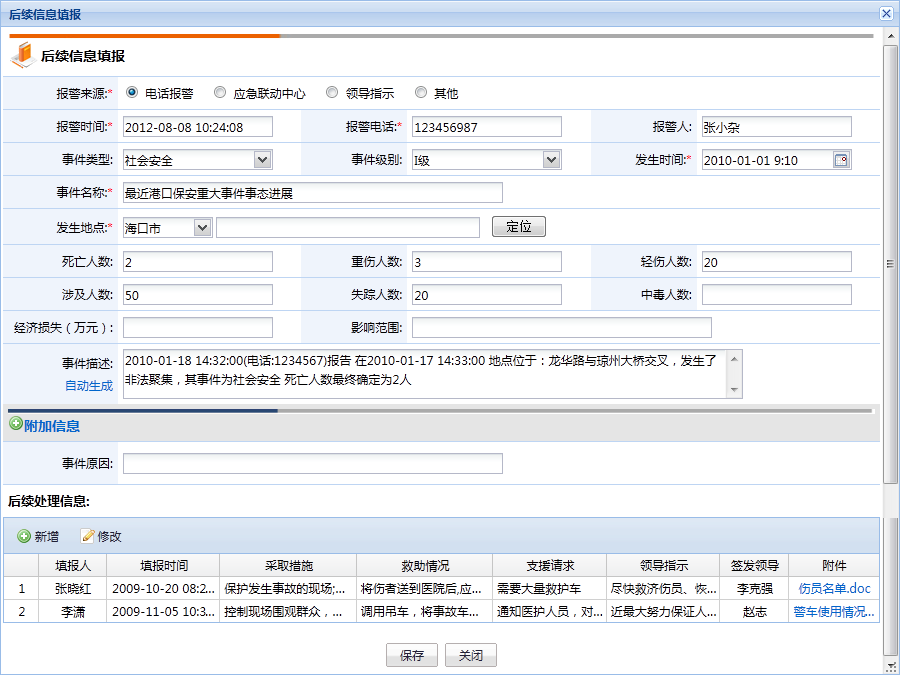 后续信息填报
后续信息填报
报警来源:* 电话报警 应急联动中心 领导指示 其他
报警时间:* 2012-08-08 10:24:08 报警电话:* 123456987 报警人: 张小杂
事件类型: 社会安全 事件级别: I级 发生时间:* 2010-01-01 9:10
事件名称:* 最近港口保安重大事件事态进展
发生地点:* 海口市 定位
死亡人数: 2 重伤人数: 3 轻伤人数: 20
涉及人数: 50 失踪人数: 20 中毒人数:
经济损失（万元）: 影响范围:
事件描述: 2010-01-18 14:32:00(电话:1234567)报告 在2010-01-17 14:33:00 地点位于：龙华路与琼州大桥交叉，发生了
自动生成 非法聚集，其事件为社会安全 死亡人数最终确定为2人
附加信息
事件原因:
后续处理信息:
新增 修改
填报人 填报时间 采取措施 救助情况 支援请求 领导指示 签发领导 附件
1 张晓红 2009-10-20 08:2... 保护发生事故的现场;... 将伤者送到医院后,应... 需要大量救护车 尽快救济伤员、恢... 李克强 伤员名单.doc
2 李潇 2009-11-05 10:3... 控制现场围观群众，... 调用吊车，将事故车... 通知医护人员，对... 近最大努力保证人... 赵志 警车使用情况...
保存 关闭